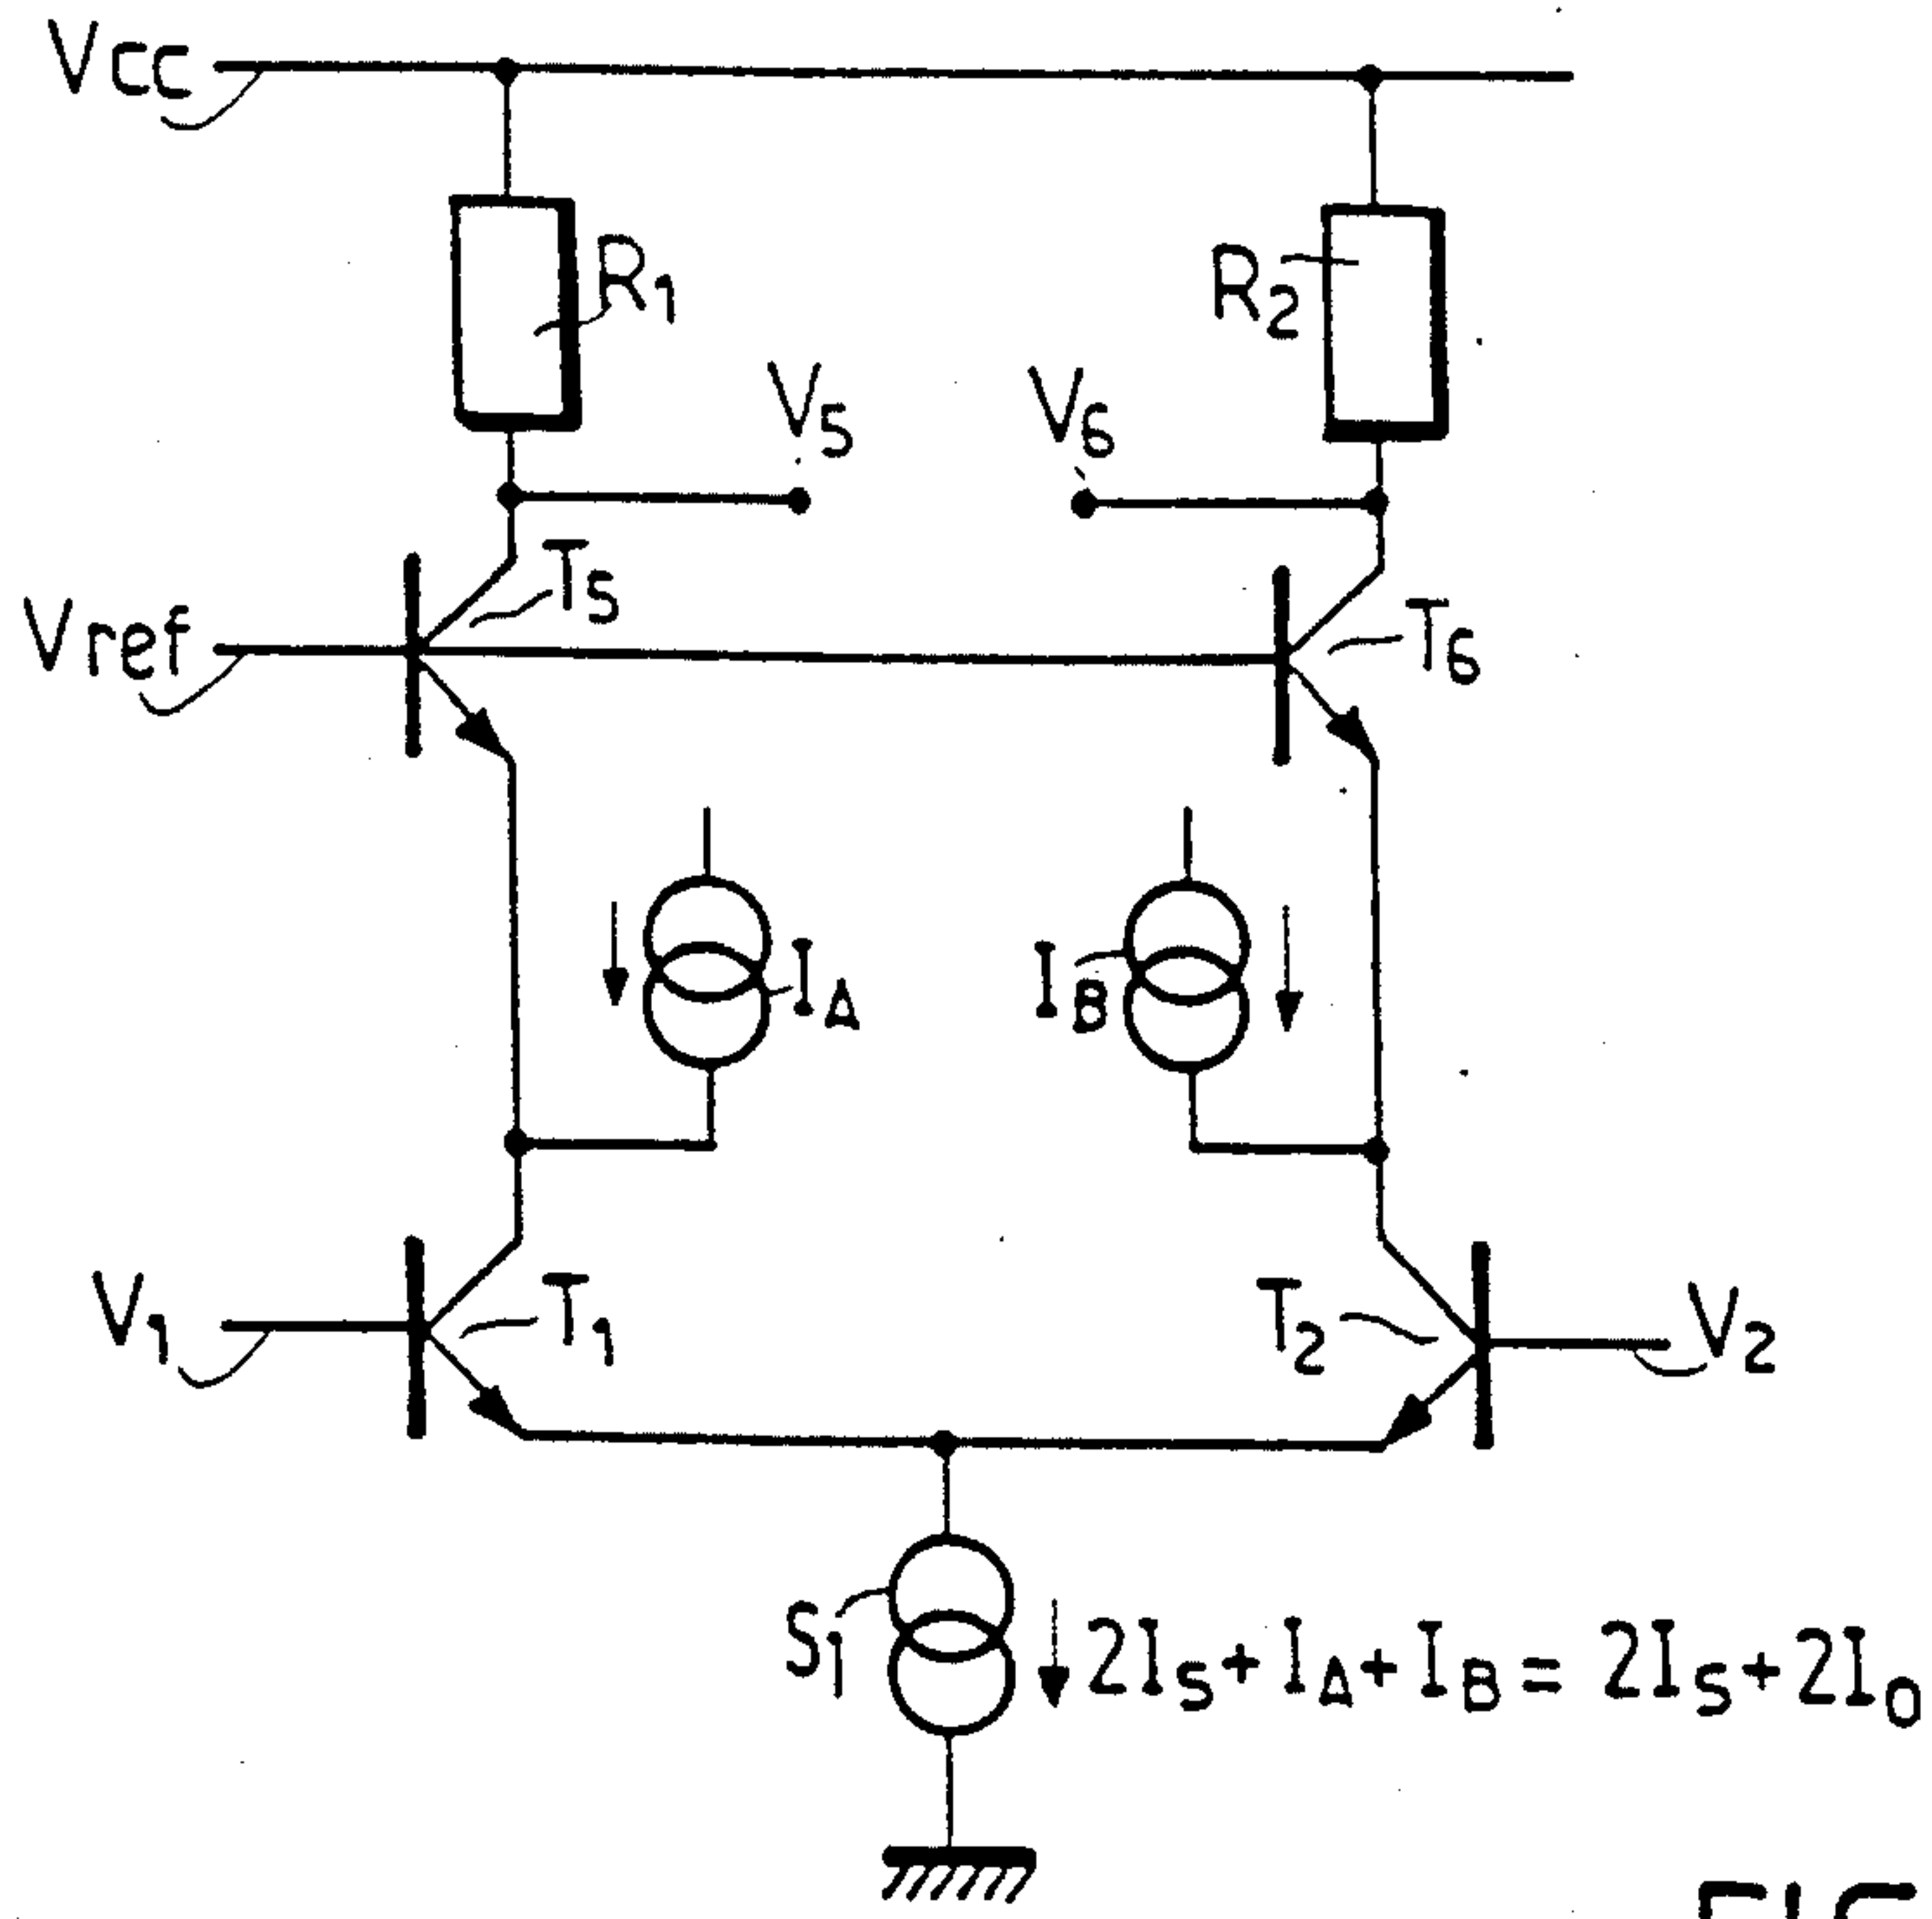 Vcc
R1
R2
V5
V6
T5
Vref
T6
IA
IB
V1
T1
T2
V2
S1
2IS+IA+IB=2IS+2I0